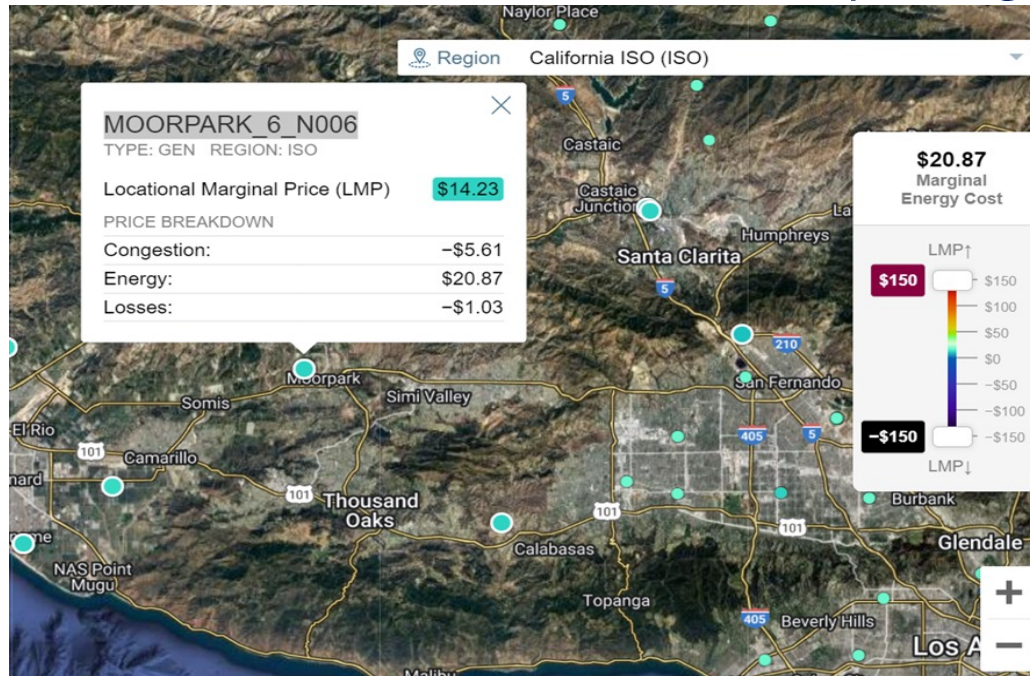 Naylor Place
Region California ISO (ISO)
MOORPARK_6_N006
TYPE: GEN REGION: ISO
Locational Marginal Price (LMP) $14.23
PRICE BREAKDOWN
Congestion: −$5.61
Energy: $20.87
Losses: −$1.03
$20.87
Marginal
Energy Cost
LMP↑
$150
$150
$100
$50
$0
−$50
−$100
−$150
−$150
LMP↓
5
Castaic
Castaic
Junction
La
Humphreys
Santa Clarita
5
210
Moorpark
San Fernando
Simi Valley
Somis
El Rio
101
405
5
Camarillo
nard
101
Thousand
Oaks
101
Burbank
101
Glendale
Calabasas
NAS Point
Mugu
Topanga
405
Beverly Hills
Los A
Malibu
+
−